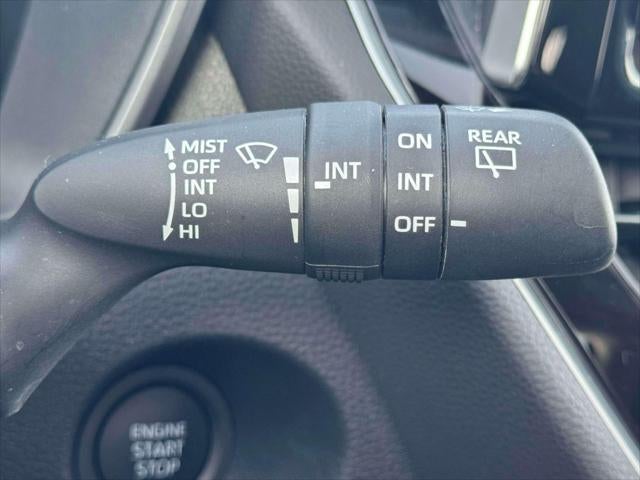 MIST
OFF
INT
LO
HI
INT
ON
INT
OFF
REAR
ENGINE
START
STOP